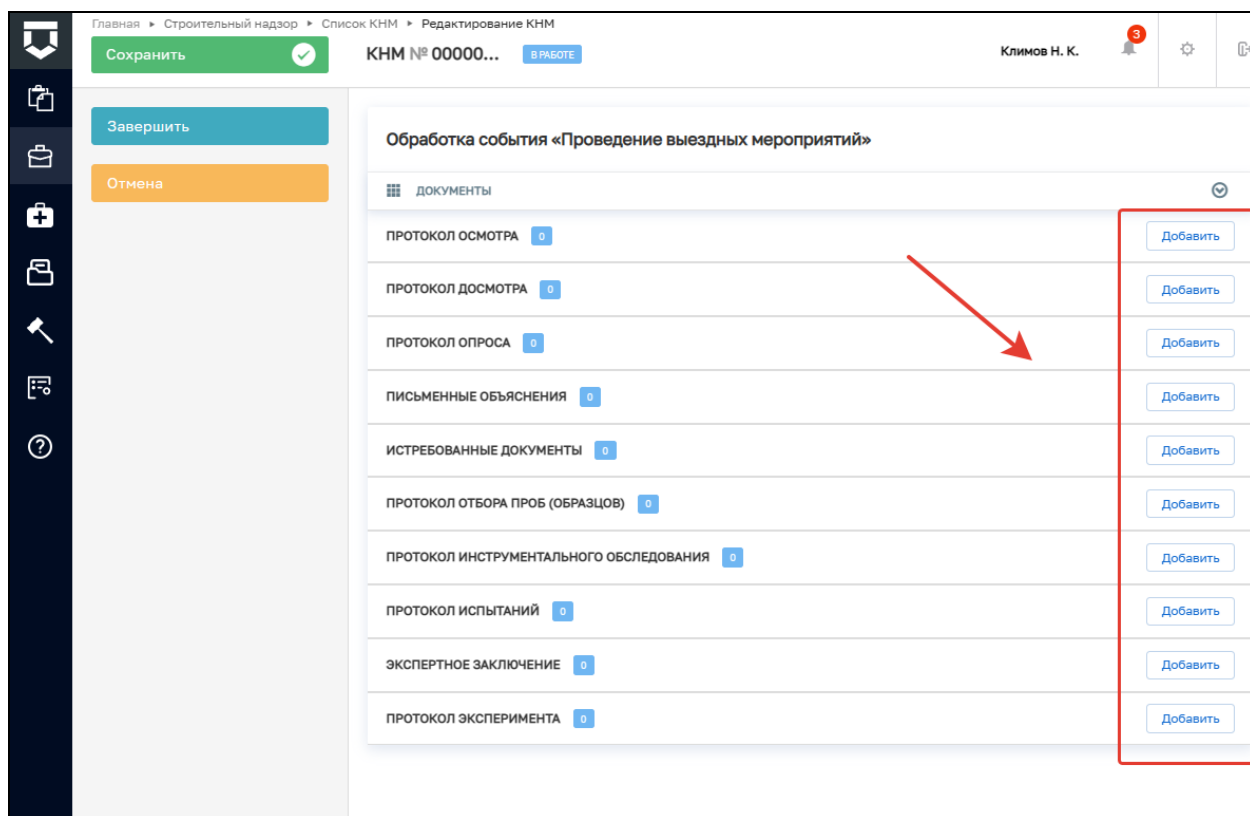 Главная ▸ Строительный надзор ▸ Список КНМ ▸ Редактирование КНМ
Сохранить
КНМ № 00000...
В РАБОТЕ
Климов Н. К.
3
Завершить
Отмена
Обработка события «Проведение выездных мероприятий»
ДОКУМЕНТЫ
ПРОТОКОЛ ОСМОТРА 0 Добавить
ПРОТОКОЛ ДОСМОТРА 0 Добавить
ПРОТОКОЛ ОПРОСА 0 Добавить
ПИСЬМЕННЫЕ ОБЪЯСНЕНИЯ 0 Добавить
ИСТРЕБОВАННЫЕ ДОКУМЕНТЫ 0 Добавить
ПРОТОКОЛ ОТБОРА ПРОБ (ОБРАЗЦОВ) 0 Добавить
ПРОТОКОЛ ИНСТРУМЕНТАЛЬНОГО ОБСЛЕДОВАНИЯ 0 Добавить
ПРОТОКОЛ ИСПЫТАНИЙ 0 Добавить
ЭКСПЕРТНОЕ ЗАКЛЮЧЕНИЕ 0 Добавить
ПРОТОКОЛ ЭКСПЕРИМЕНТА 0 Добавить